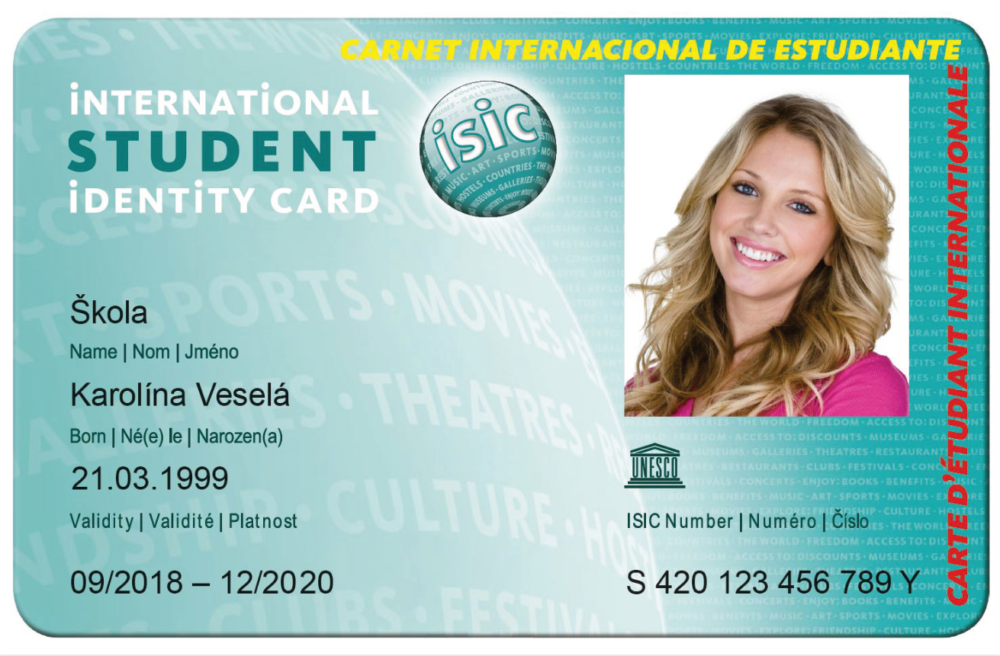 CARNET INTERNACIONAL DE ESTUDIANTE
iNTERNATiONAL
STUDENT
iDENTiTY CARD
isic
CARTE D'ÉTUDIANT INTERNATIONALE
Škola
Name | Nom | Jméno
Karolína Veselá
Born | Né(e) le | Narozen(a)
21.03.1999
Validity | Validité | Platnost
09/2018 – 12/2020
UNESCO
ISIC Number | Numéro | Číslo
S 420 123 456 789 Y